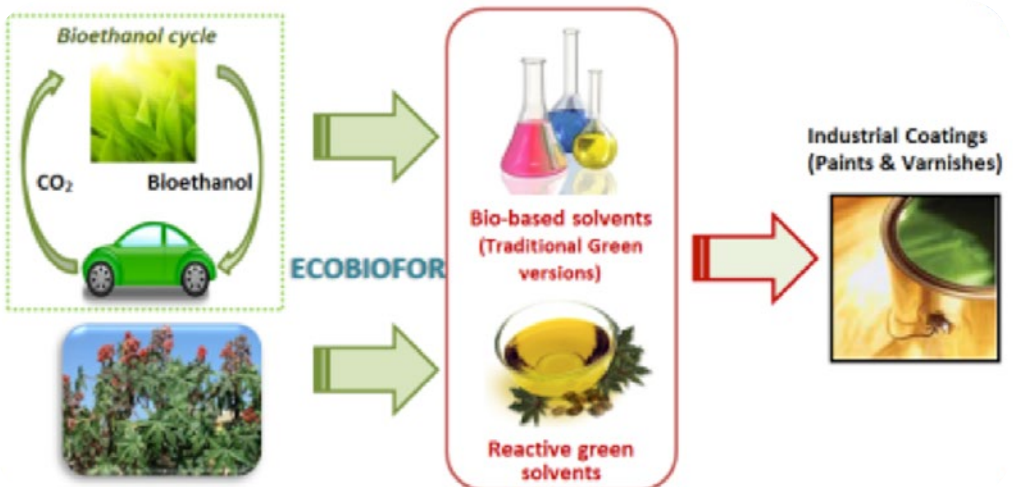 Bioethanol cycle
CO₂
Bioethanol
ECOBIOFOR
Bio-based solvents
(Traditional Green
versions)
Reactive green
solvents
Industrial Coatings
(Paints & Varnishes)